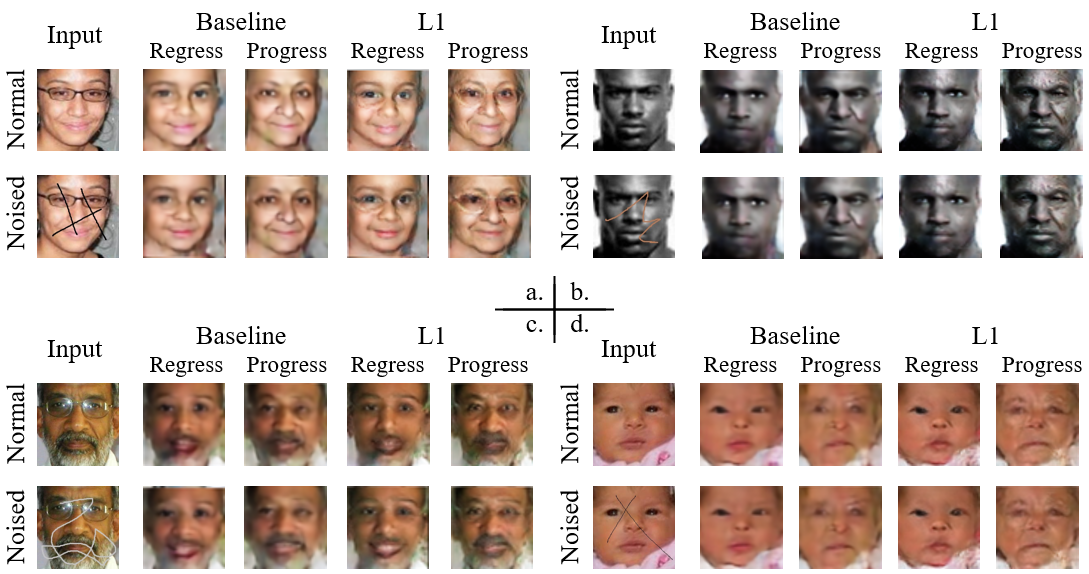 Baseline L1
Input
Regress Progress Regress Progress
Normal
Noised
Baseline L1
Input
Regress Progress Regress Progress
Normal
Noised
a. b.
c. d.
Baseline L1
Input
Regress Progress Regress Progress
Normal
Noised
Baseline L1
Input
Regress Progress Regress Progress
Normal
Noised